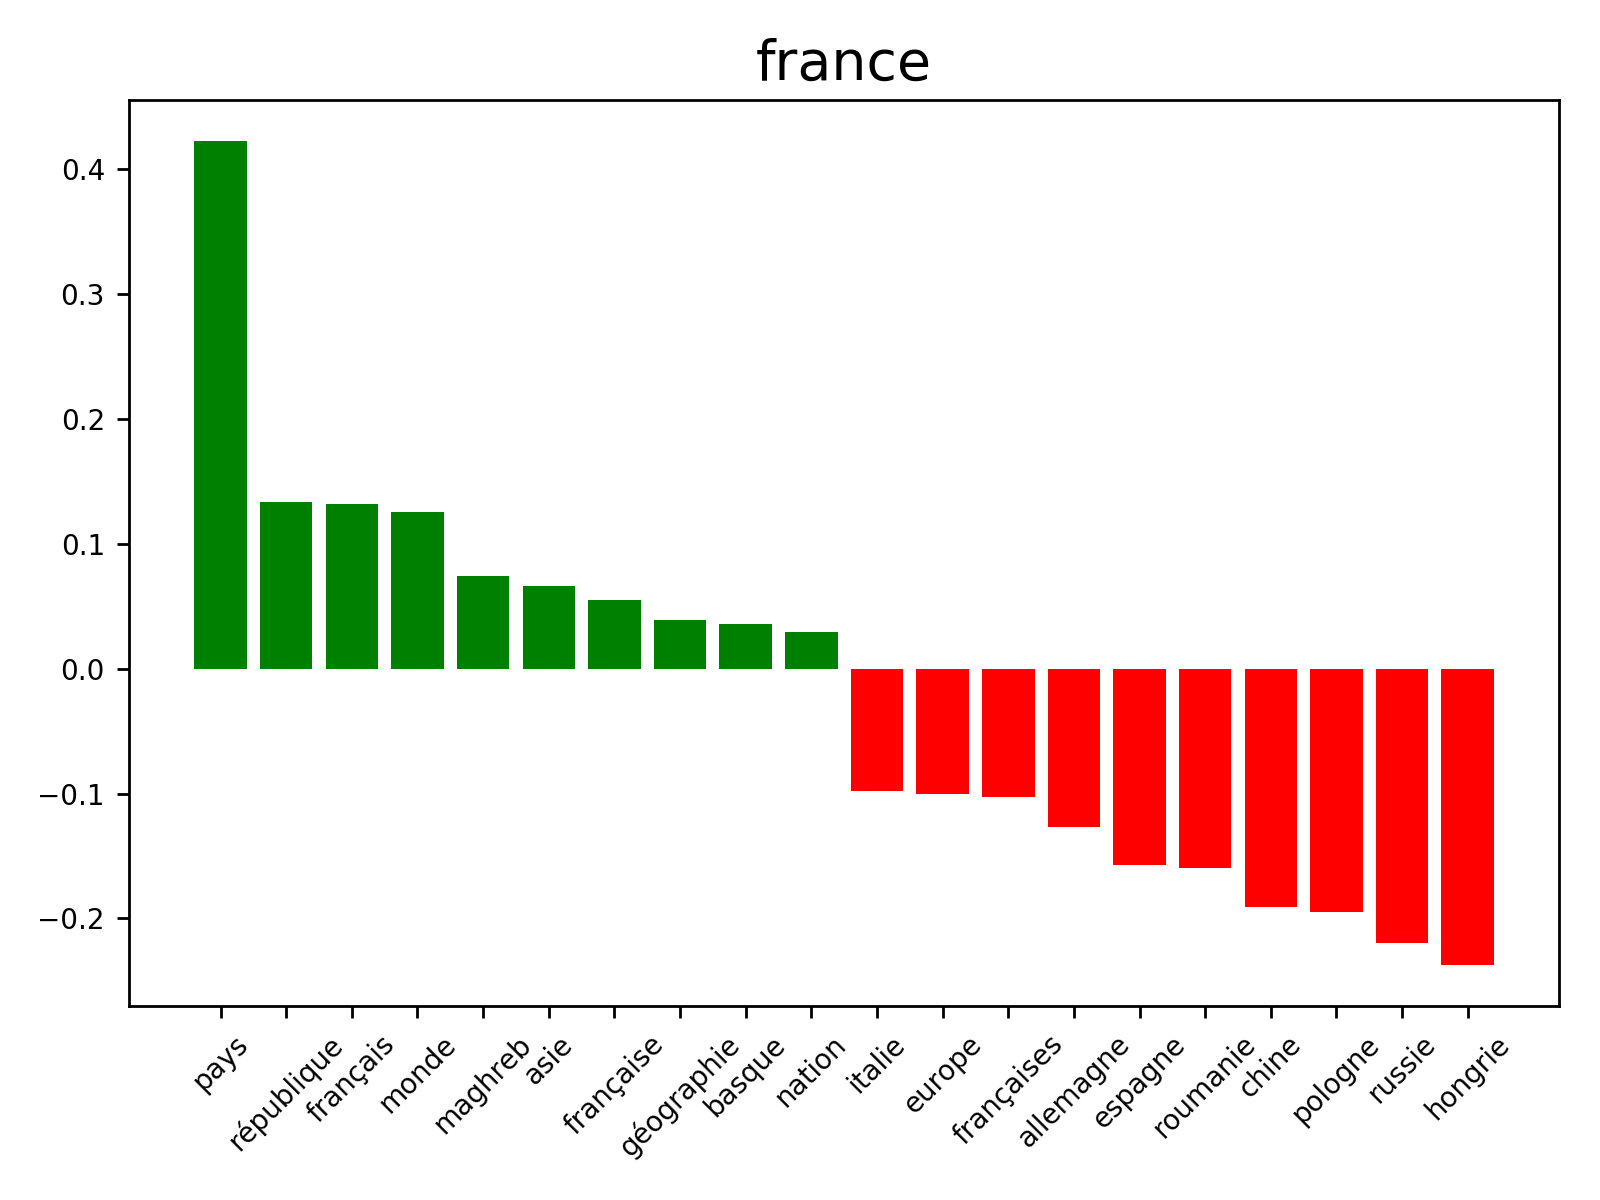 france
0.4
0.3
0.2
0.1
0.0
−0.1
−0.2
pays
république
français
monde
maghreb
asie
française
géographie
basque
nation
italie
europe
françaises
allemagne
espagne
roumanie
chine
pologne
russie
hongrie